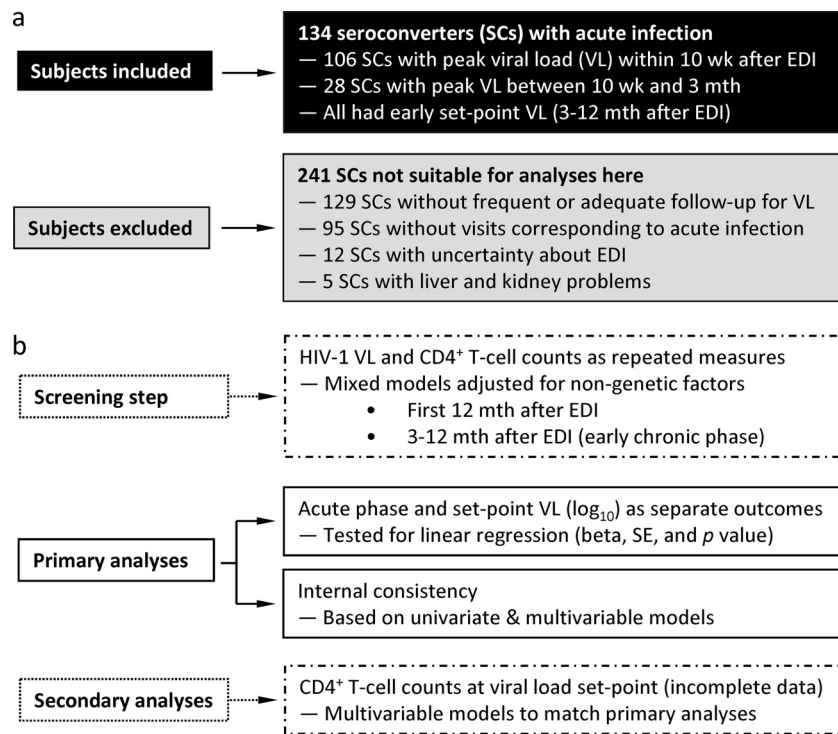 a
Subjects included
134 seroconverters (SCs) with acute infection
— 106 SCs with peak viral load (VL) within 10 wk after EDI
— 28 SCs with peak VL between 10 wk and 3 mth
— All had early set-point VL (3-12 mth after EDI)
Subjects excluded
241 SCs not suitable for analyses here
— 129 SCs without frequent or adequate follow-up for VL
— 95 SCs without visits corresponding to acute infection
— 12 SCs with uncertainty about EDI
— 5 SCs with liver and kidney problems
b
Screening step
HIV-1 VL and CD4⁺ T-cell counts as repeated measures
— Mixed models adjusted for non-genetic factors
• First 12 mth after EDI
• 3-12 mth after EDI (early chronic phase)
Primary analyses
Acute phase and set-point VL (log₁₀) as separate outcomes
— Tested for linear regression (beta, SE, and p value)
Internal consistency
— Based on univariate & multivariable models
Secondary analyses
CD4⁺ T-cell counts at viral load set-point (incomplete data)
— Multivariable models to match primary analyses